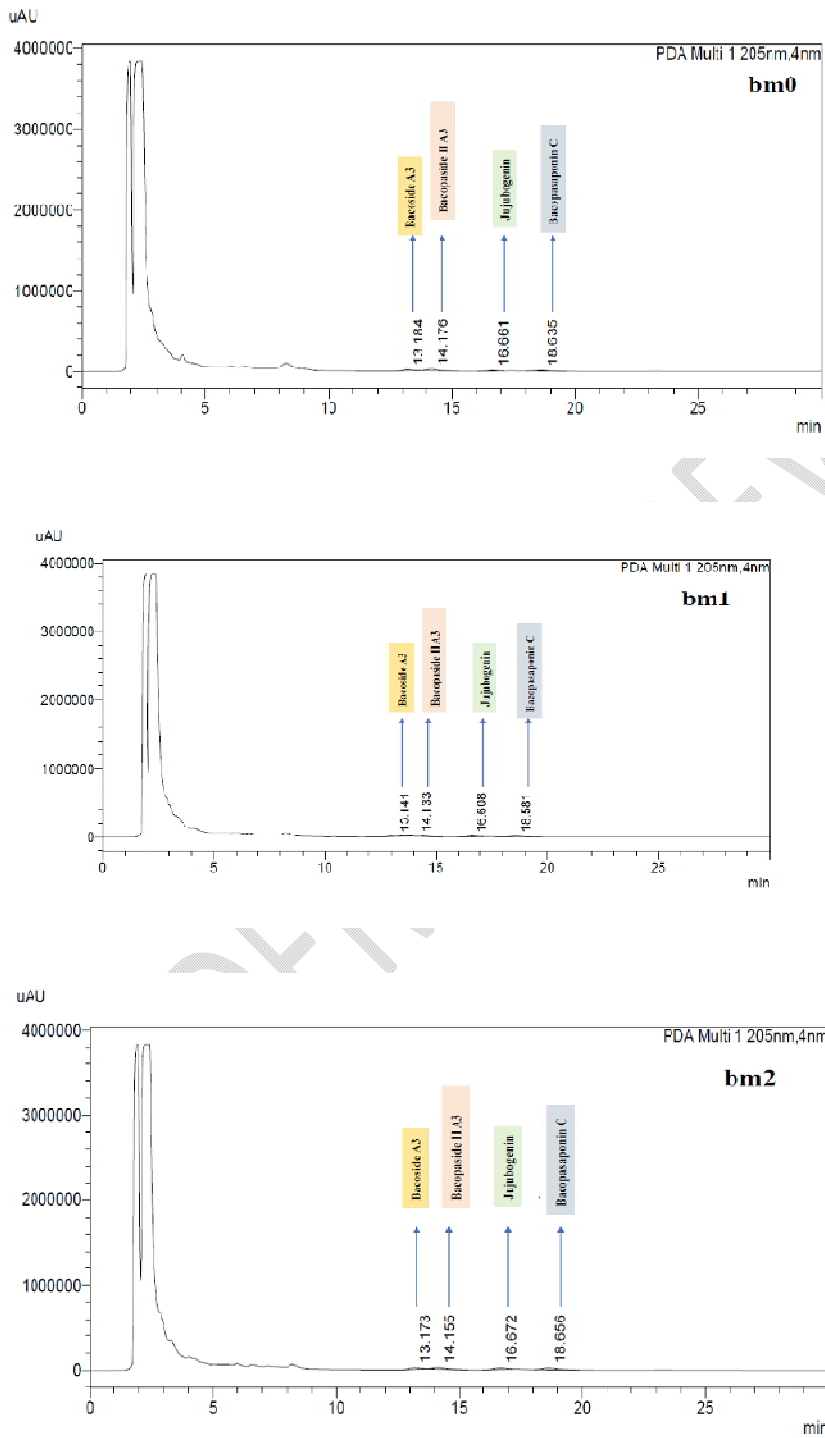 uAU
PDA Multi 1 205nm,4nm
bm0
4000000
3000000
2000000
1000000
0
Bacoside A3
Bacopaside II A3
Jujubogenin
Bacopasaponin C
13.184
14.176
16.661
18.635
0 5 10 15 20 25
min
uAU
PDA Multi 1 205nm,4nm
bm1
4000000
3000000
2000000
1000000
0
Bacoside A3
Bacopaside II A3
Jujubogenin
Bacopasaponin C
13.141
14.133
16.608
18.581
0 5 10 15 20 25
min
uAU
PDA Multi 1 205nm,4nm
bm2
4000000
3000000
2000000
1000000
0
Bacoside A3
Bacopaside II A3
Jujubogenin
Bacopasaponin C
13.173
14.155
16.672
18.656
0 5 10 15 20 25
min